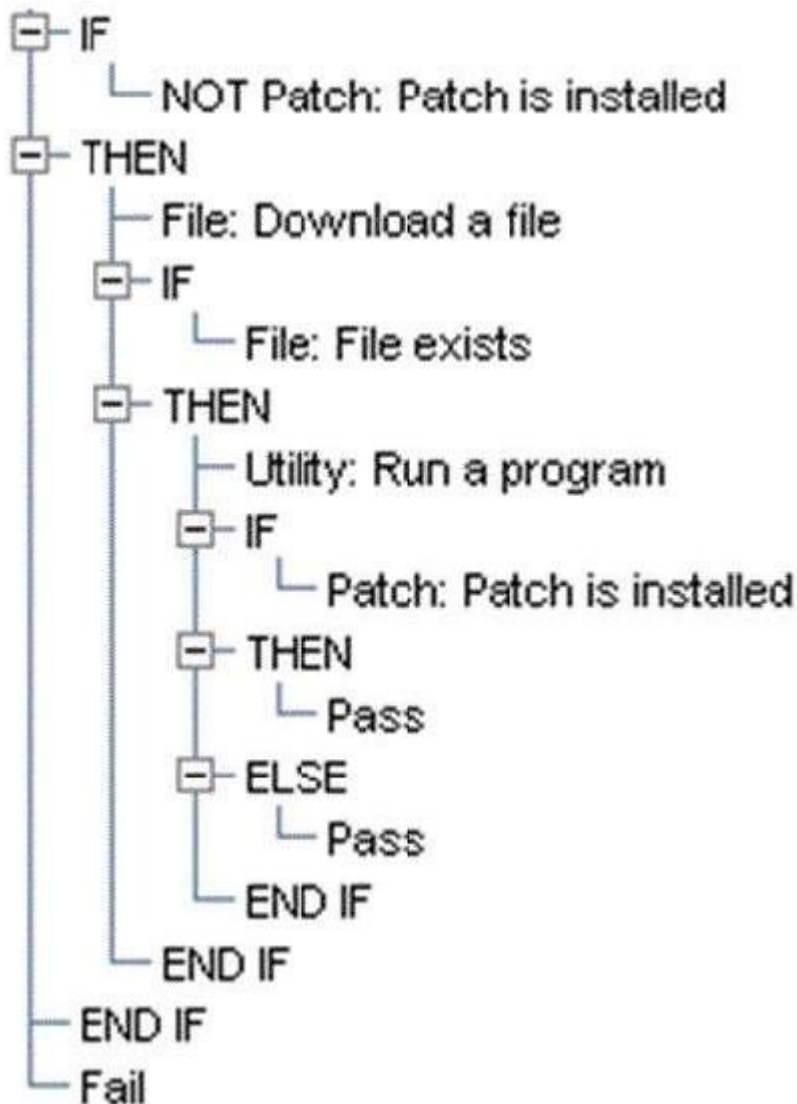 IF
NOT Patch: Patch is installed
THEN
File: Download a file
IF
File: File exists
THEN
Utility: Run a program
IF
Patch: Patch is installed
THEN
Pass
ELSE
Pass
END IF
END IF
END IF
Fail